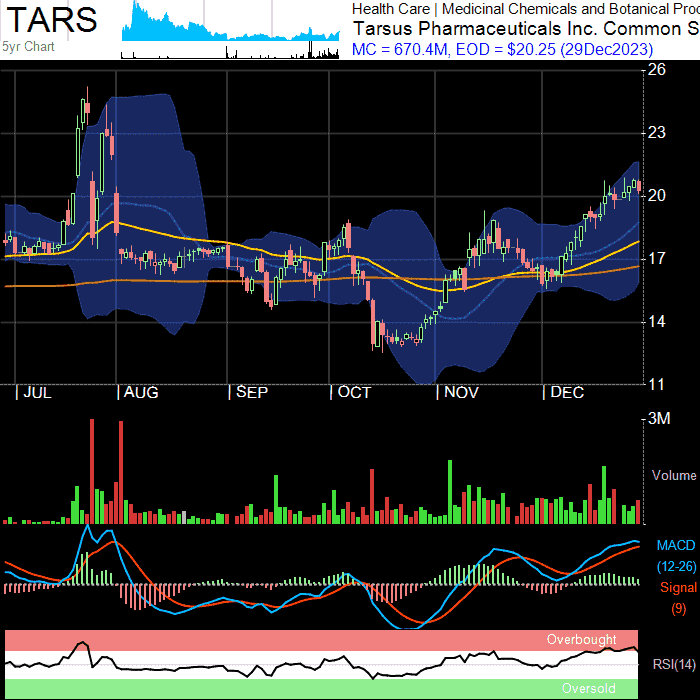 TARS
5yr Chart
Health Care | Medicinal Chemicals and Botanical Prod
Tarsus Pharmaceuticals Inc. Common S
MC = 670.4M, EOD = $20.25 (29Dec2023)
26
23
20
17
14
11
| JUL | AUG | SEP | OCT | NOV | DEC
3M
Volume
MACD
(12-26)
Signal
(9)
Overbought
RSI(14)
Oversold